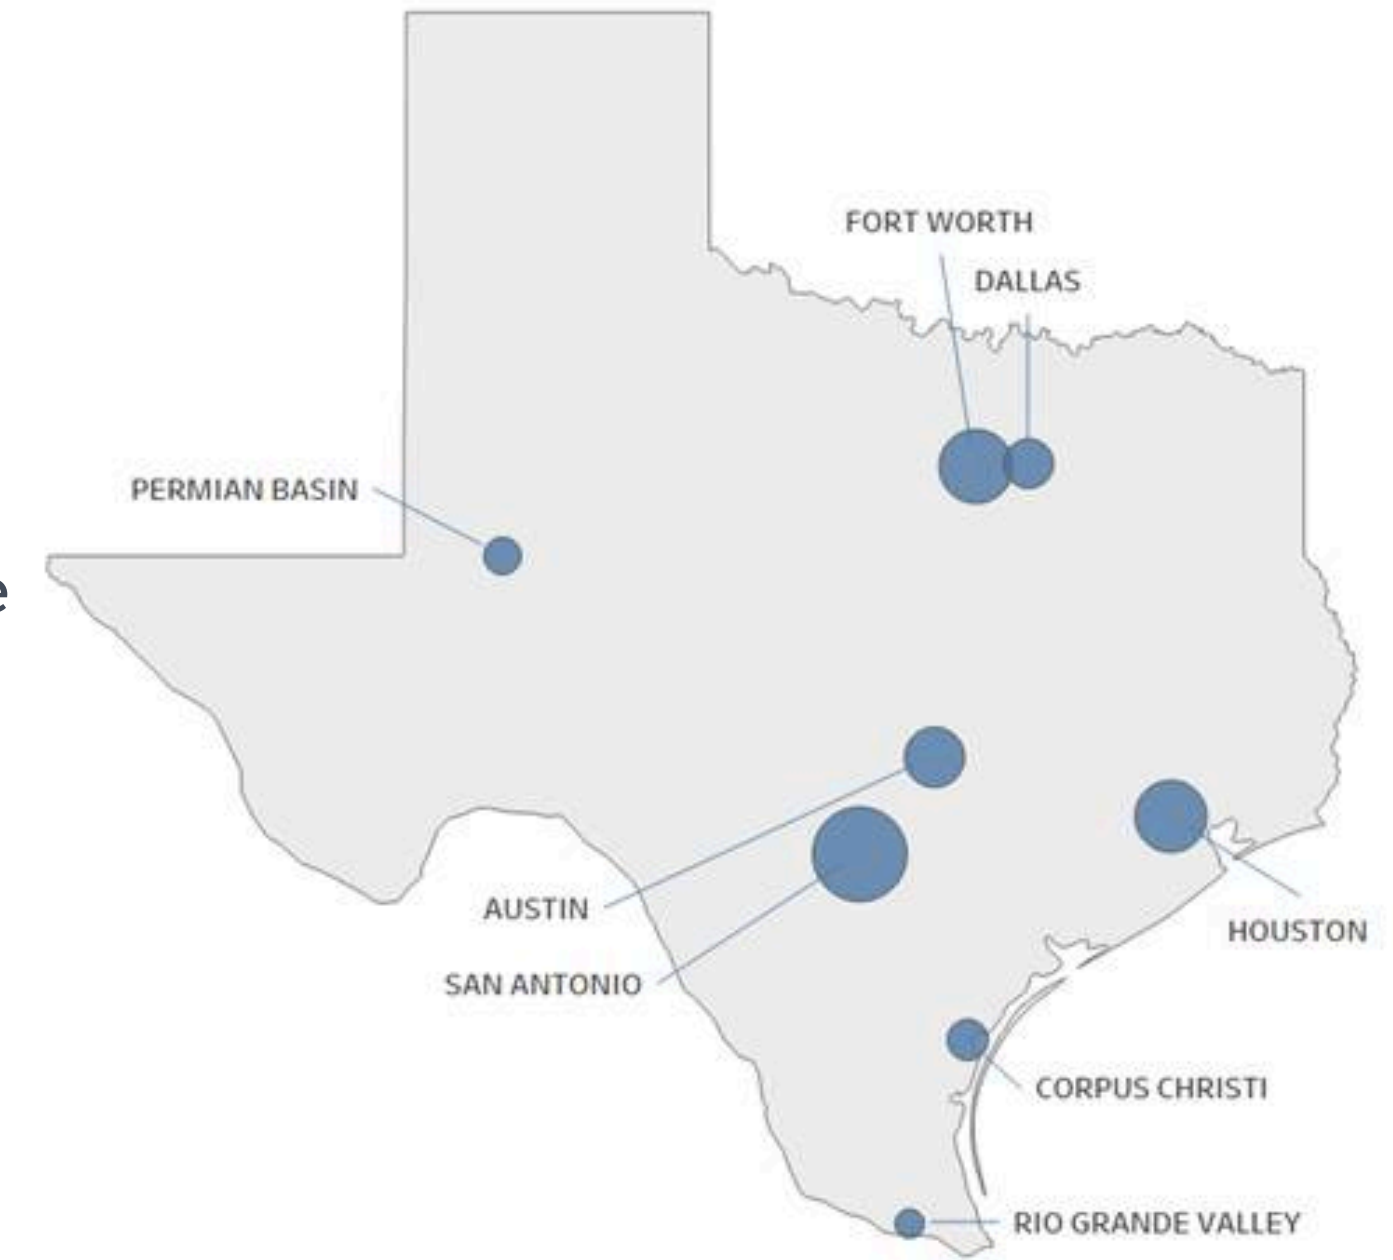 FORT WORTH
DALLAS
PERMIAN BASIN
e
AUSTIN
HOUSTON
SAN ANTONIO
CORPUS CHRISTI
RIO GRANDE VALLEY